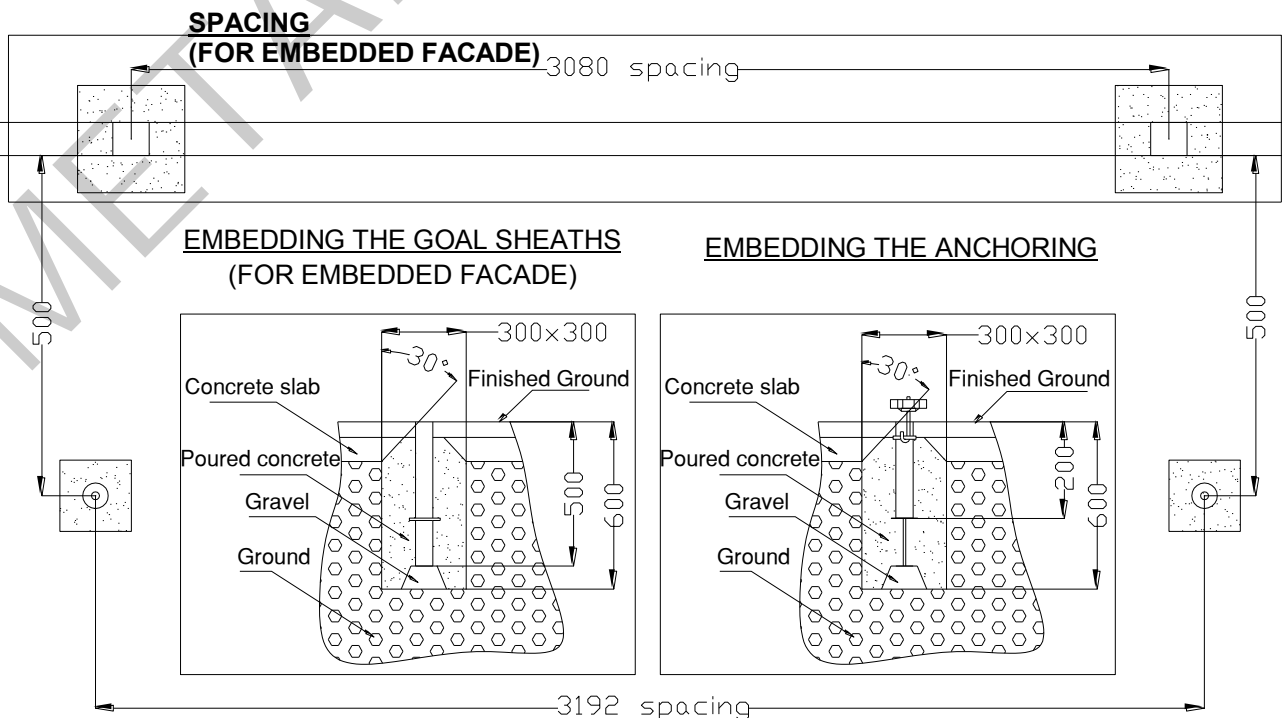 SPACING
(FOR EMBEDDED FACADE)
3080 spacing
500
500
EMBEDDING THE GOAL SHEATHS
(FOR EMBEDDED FACADE)
300x300
30°
Concrete slab
Finished Ground
Poured concrete
Gravel
Ground
500
600
EMBEDDING THE ANCHORING
300x300
30°
Concrete slab
Finished Ground
Poured concrete
Gravel
Ground
200
600
3192 spacing
META